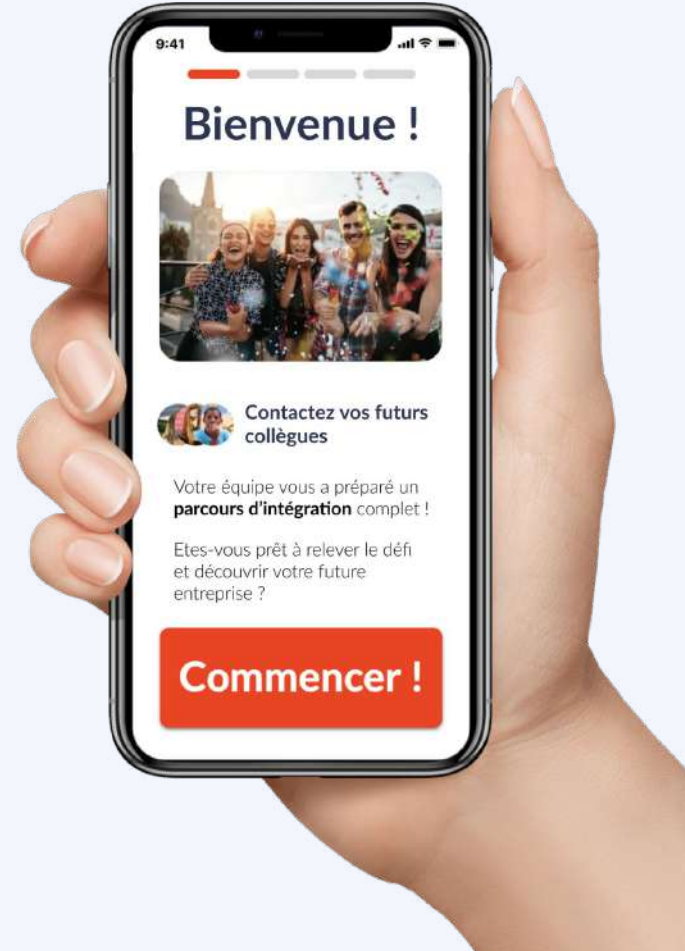 9:41
Bienvenue !
Contactez vos futurs
collègues
Votre équipe vous a préparé un
parcours d'intégration complet !
Etes-vous prêt à relever le défi
et découvrir votre future
entreprise ?
Commencer !